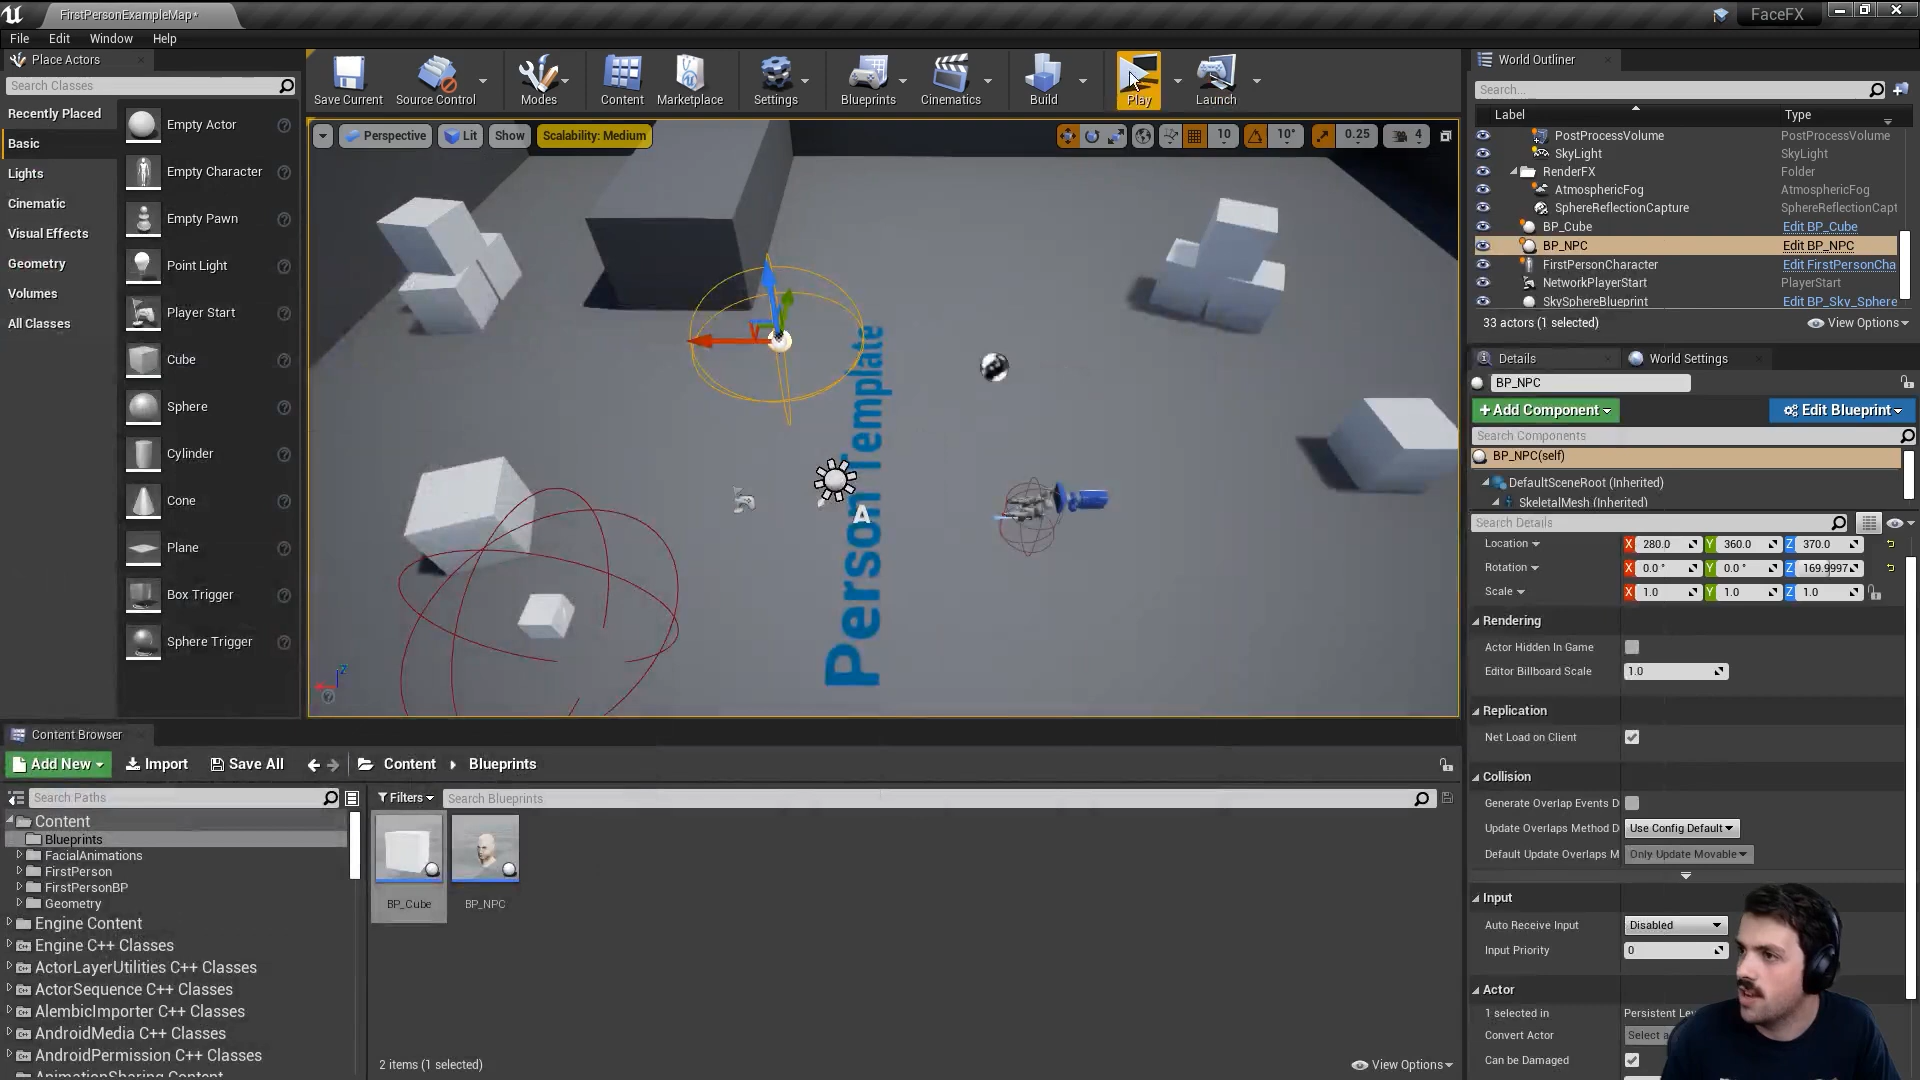 FirstPersonExampleMap*
FaceFX
File Edit Window Help
Place Actors
Search Classes
Recently Placed
Basic
Lights
Cinematic
Visual Effects
Geometry
Volumes
All Classes
Empty Actor
Empty Character
Empty Pawn
Point Light
Player Start
Cube
Sphere
Cylinder
Cone
Plane
Box Trigger
Sphere Trigger
Save Current
Source Control
Modes
Content
Marketplace
Settings
Blueprints
Cinematics
Build
Play
Launch
Perspective
Lit
Show
Scalability: Medium
10
10°
0.25
4
Person Template
A
World Outliner
Search...
Label Type
PostProcessVolume PostProcessVolume
SkyLight SkyLight
RenderFX Folder
AtmosphericFog AtmosphericFog
SphereReflectionCapture SphereReflectionCapt
BP_Cube Edit BP_Cube
BP_NPC Edit BP_NPC
FirstPersonCharacter Edit FirstPersonCha
NetworkPlayerStart PlayerStart
SkySphereBlueprint Edit BP_Sky_Sphere
33 actors (1 selected)
View Options
Details
World Settings
BP_NPC
+Add Component
Edit Blueprint
Search Components
BP_NPC(self)
DefaultSceneRoot (Inherited)
SkeletalMesh (Inherited)
Search Details
Location X 280.0 Y 360.0 Z 370.0
Rotation X 0.0 ° Y 0.0 ° Z 169.9997
Scale X 1.0 Y 1.0 Z 1.0
Rendering
Actor Hidden In Game
Editor Billboard Scale 1.0
Replication
Net Load on Client
Collision
Generate Overlap Events D
Update Overlaps Method D Use Config Default
Default Update Overlaps M Only Update Movable
Input
Auto Receive Input Disabled
Input Priority 0
Actor
1 selected in Persistent Lev
Convert Actor Select a
Can be Damaged
Content Browser
Add New
Import
Save All
Content
Blueprints
Search Paths
Filters
Search Blueprints
Content
Blueprints
FacialAnimations
FirstPerson
FirstPersonBP
Geometry
Engine Content
Engine C++ Classes
ActorLayerUtilities C++ Classes
ActorSequence C++ Classes
AlembicImporter C++ Classes
AndroidMedia C++ Classes
AndroidPermission C++ Classes
AnimationSharing Content
BP_Cube
BP_NPC
2 items (1 selected)
View Options